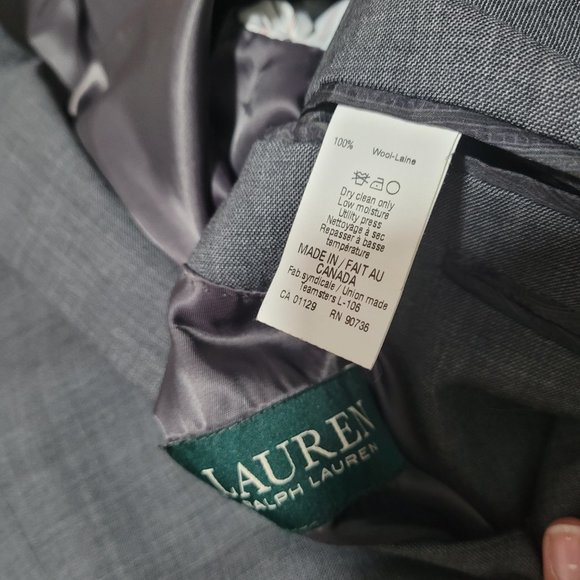 100% Wool-Laine
Dry clean only
Low moisture
Utility press
Nettoyage à sec
Repasser à basse
température
MADE IN / FAIT AU
CANADA
Fab syndicale / Union made
Teamsters L-106
CA 01129 RN 90736
LAUREN
RALPH LAUREN